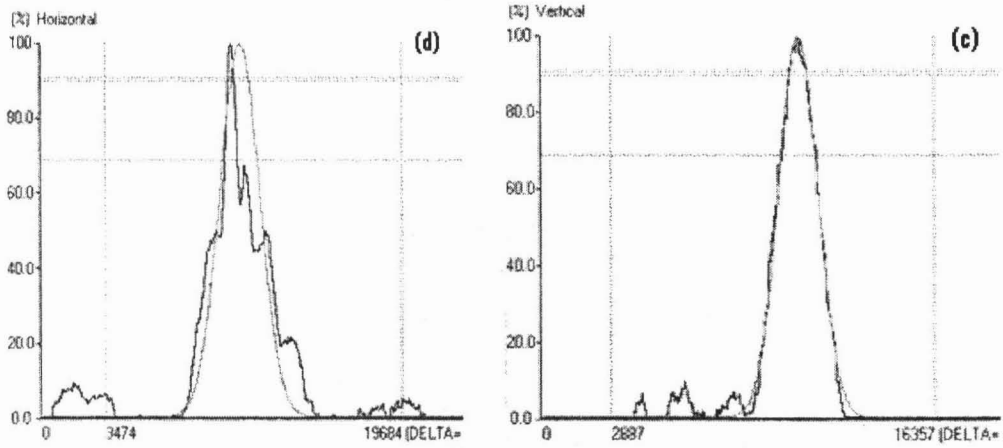 [%] Horizontal
(d)
100
80.0
60.0
40.0
20.0
0.0
0 3474 19684 [DELTA=
[%] Vertical
(c)
100
80.0
60.0
40.0
20.0
0.0
0 2887 16357 [DELTA=